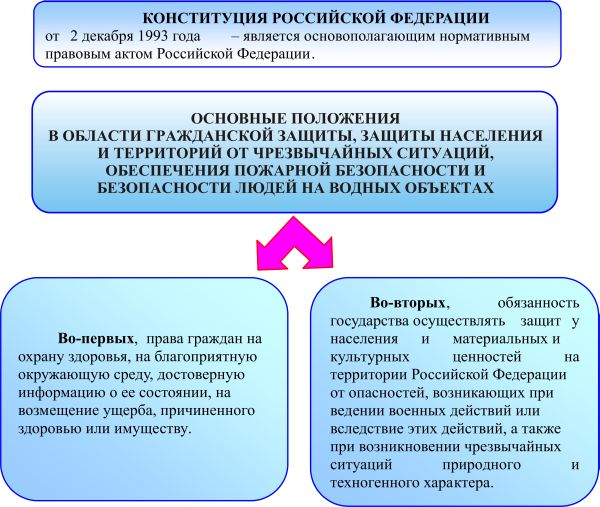 КОНСТИТУЦИЯ РОССИЙСКОЙ ФЕДЕРАЦИИ
от 2 декабря 1993 года – является основополагающим нормативным
правовым актом Российской Федерации.
ОСНОВНЫЕ ПОЛОЖЕНИЯ
В ОБЛАСТИ ГРАЖДАНСКОЙ ЗАЩИТЫ, ЗАЩИТЫ НАСЕЛЕНИЯ
И ТЕРРИТОРИЙ ОТ ЧРЕЗВЫЧАЙНЫХ СИТУАЦИЙ,
ОБЕСПЕЧЕНИЯ ПОЖАРНОЙ БЕЗОПАСНОСТИ И
БЕЗОПАСНОСТИ ЛЮДЕЙ НА ВОДНЫХ ОБЪЕКТАХ
Во-первых, права граждан на
охрану здоровья, на благоприятную
окружающую среду, достоверную
информацию о ее состоянии, на
возмещение ущерба, причиненного
здоровью или имуществу.
Во-вторых, обязанность
государства осуществлять защит у
населения и материальных и
культурных ценностей на
территории Российской Федерации
от опасностей, возникающих при
ведении военных действий или
вследствие этих действий, а также
при возникновении чрезвычайных
ситуаций природного и
техногенного характера.